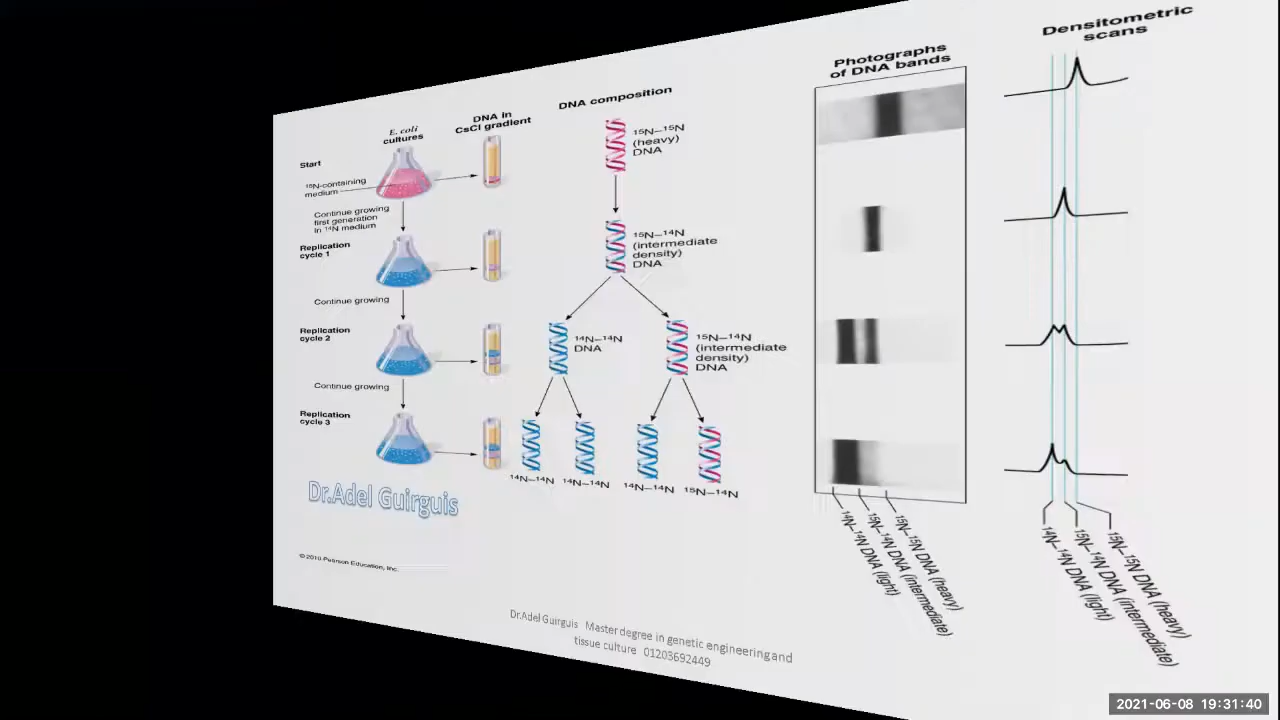 Densitometric
scans
Photographs
of DNA bands
DNA composition
DNA in
CsCl gradient
E. coli
cultures
Start
¹⁵N-containing
medium
Continue growing
first generation
in ¹⁴N medium
Replication
cycle 1
Continue growing
Replication
cycle 2
Continue growing
Replication
cycle 3
¹⁵N–¹⁵N
(heavy)
DNA
¹⁵N–¹⁴N
(intermediate
density)
DNA
¹⁴N–¹⁴N
DNA
¹⁵N–¹⁴N
(intermediate
density)
DNA
¹⁴N–¹⁴N
¹⁴N–¹⁴N
¹⁴N–¹⁴N
¹⁵N–¹⁴N
¹⁴N–¹⁴N DNA (light)
¹⁵N–¹⁴N DNA (intermediate)
¹⁵N–¹⁵N DNA (heavy)
¹⁴N–¹⁴N DNA (light)
¹⁵N–¹⁴N DNA (intermediate)
¹⁵N–¹⁵N DNA (heavy)
Dr.Adel Guirguis
© 2010 Pearson Education, Inc.
Dr.Adel Guirguis Master degree in genetic engineering and
tissue culture 01203692449
2021-06-08 19:31:40